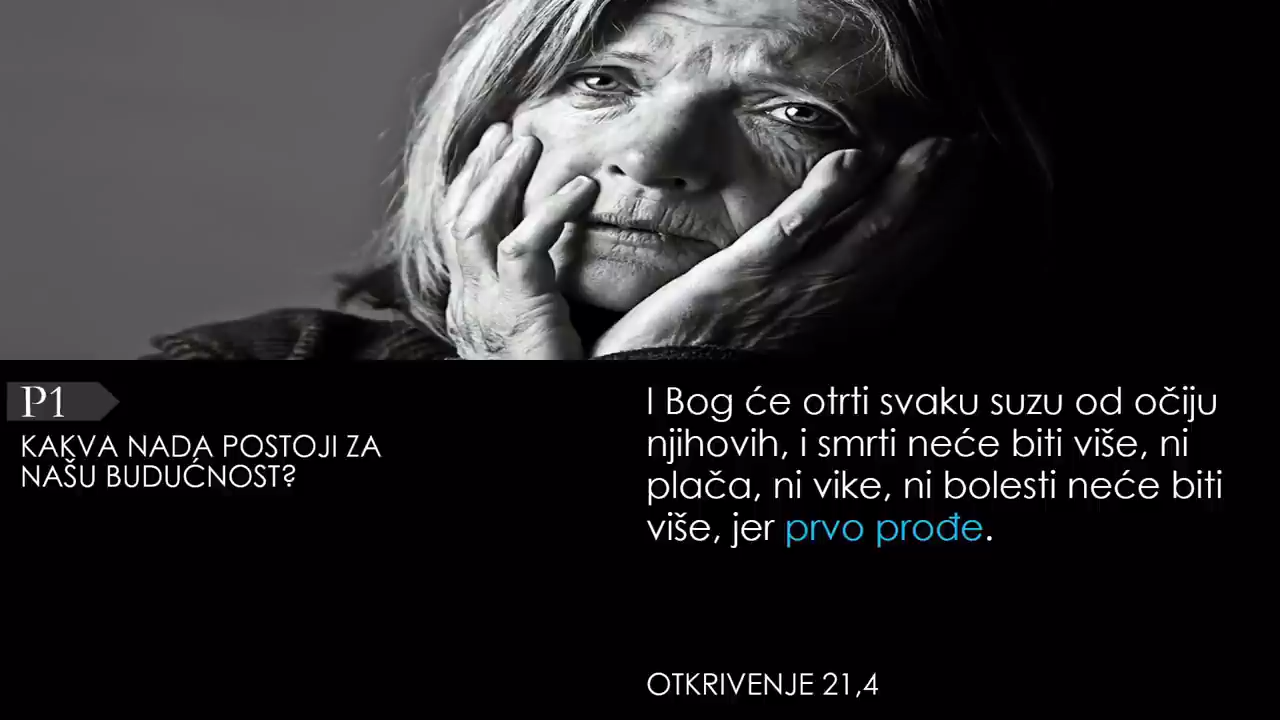 P1
KAKVA NADA POSTOJI ZA
NAŠU BUDUĆNOST?
I Bog će otrti svaku suzu od očiju
njihovih, i smrti neće biti više, ni
plača, ni vike, ni bolesti neće biti
više, jer prvo prođe.
OTKRIVENJE 21,4